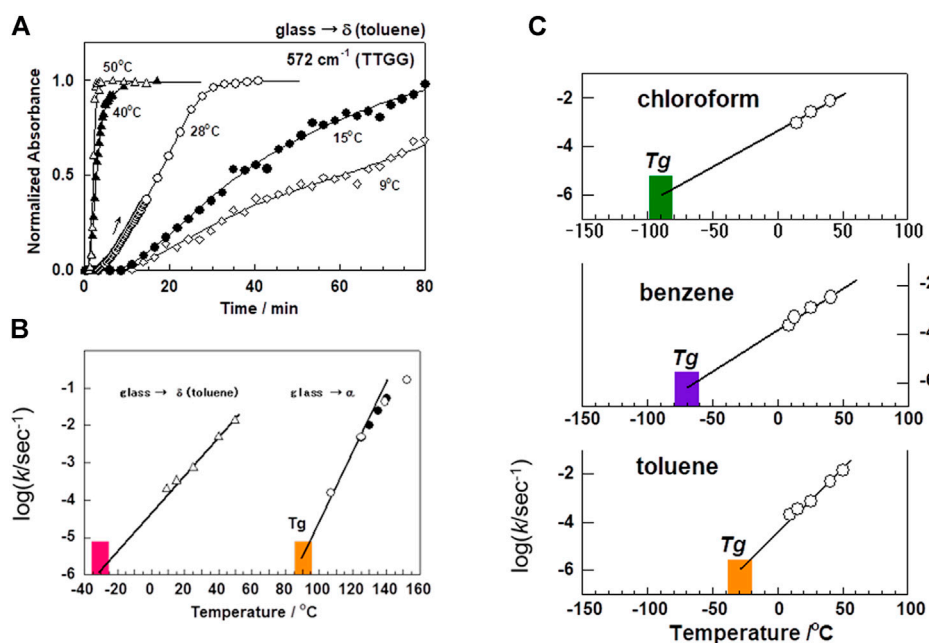 A
glass → δ (toluene)
572 cm⁻¹ (TTGG)
50°C
40°C
28°C
15°C
9°C
Normalized Absorbance
1.0
0.5
0.0
0 20 40 60 80
Time / min
B
glass → δ (toluene)
glass → α
Tg
log(k/sec⁻¹)
-1
-2
-3
-4
-5
-6
-40 -20 0 20 40 60 80 100 120 140 160
Temperature / °C
C
chloroform
Tg
-2
-4
-6
-150 -100 -50 0 50 100
benzene
Tg
-2
-4
-6
-150 -100 -50 0 50 100
toluene
Tg
log(k/sec⁻¹)
-2
-4
-6
-150 -100 -50 0 50 100
Temperature /°C